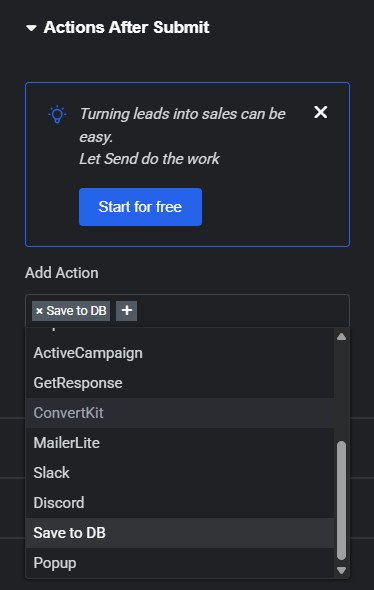 Actions After Submit
Turning leads into sales can be
easy.
Let Send do the work
Start for free
Add Action
× Save to DB +
ActiveCampaign
GetResponse
ConvertKit
MailerLite
Slack
Discord
Save to DB
Popup